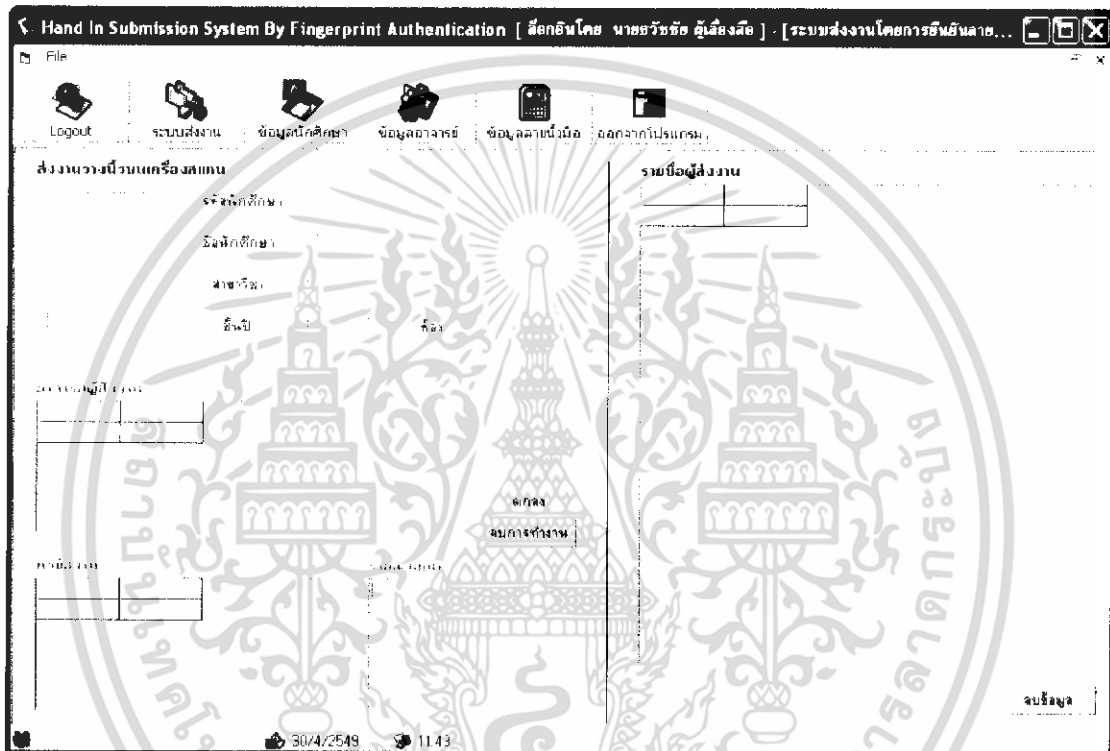 Hand In Submission System By Fingerprint Authentication [ ล็อกอินโดย นายธวัชชัย ผู้เลี้ยงสือ ] - [ระบบส่งงานโดยการยืนยันลาย...
File
Logout ระบบส่งงาน ข้อมูลนักศึกษา ข้อมูลอาจารย์ ข้อมูลลายนิ้วมือ ออกจากโปรแกรม
ส่งงานวางนิ้วบนเครื่องสแกน รายชื่อผู้ส่งงาน
รหัสนักศึกษา
ชื่อนักศึกษา
สาขาวิชา
ชั้นปี ห้อง
ตกลง
จบการทำงาน
ลบข้อมูล
30/4/2549 11:43